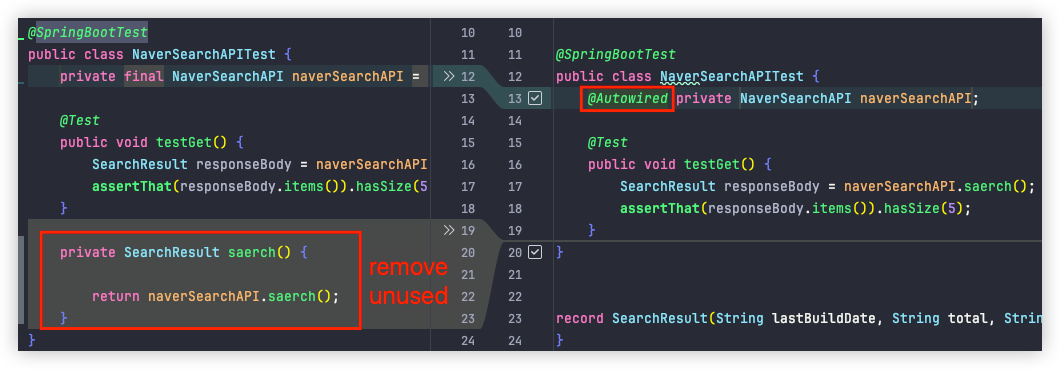 @SpringBootTest
public class NaverSearchAPITest {
private final NaverSearchAPI naverSearchAPI =
@Test
public void testGet() {
SearchResult responseBody = naverSearchAPI
assertThat(responseBody.items()).hasSize(5
}
private SearchResult saerch() {
return naverSearchAPI.saerch();
}
}
remove
unused
10 10
11 11
12 12
13 13
14 14
15 15
16 16
17 17
18 18
19 19
20 20
21 21
22 22
23 23
24 24
@SpringBootTest
public class NaverSearchAPITest {
@Autowired private NaverSearchAPI naverSearchAPI;
@Test
public void testGet() {
SearchResult responseBody = naverSearchAPI.saerch();
assertThat(responseBody.items()).hasSize(5);
}
}
record SearchResult(String lastBuildDate, String total, Strin
}